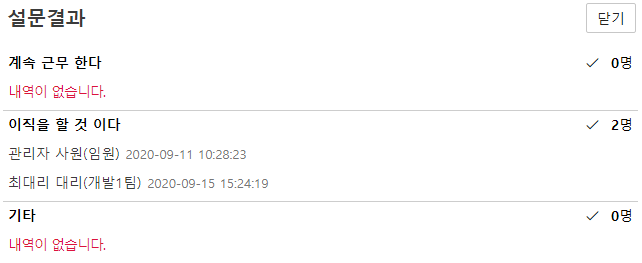 설문결과
닫기
계속 근무 한다
0명
내역이 없습니다.
이직을 할 것 이다
2명
관리자 사원(임원) 2020-09-11 10:28:23
최대리 대리(개발1팀) 2020-09-15 15:24:19
기타
0명
내역이 없습니다.